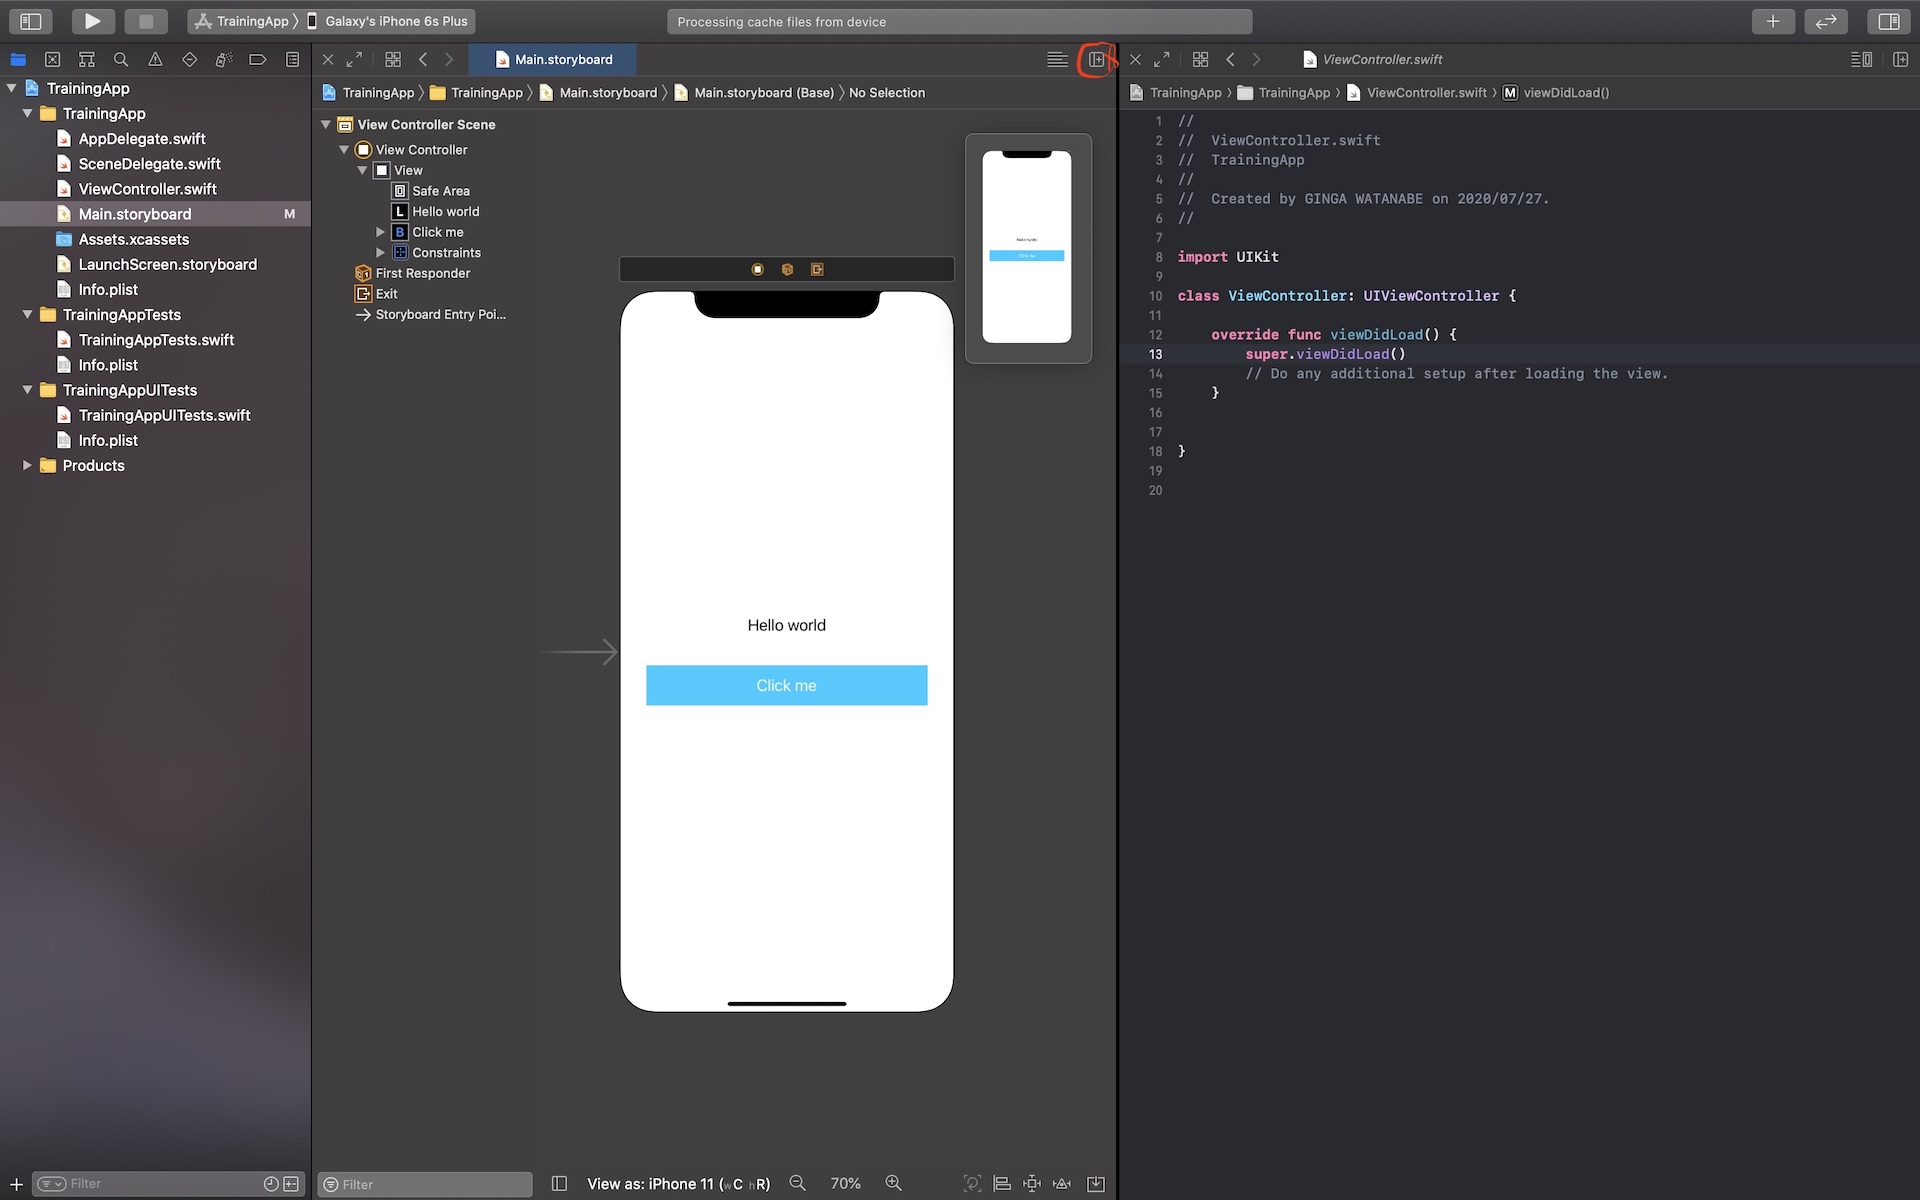 TrainingApp
Galaxy's iPhone 6s Plus
Processing cache files from device
TrainingApp
TrainingApp
AppDelegate.swift
SceneDelegate.swift
ViewController.swift
Main.storyboard
M
Assets.xcassets
LaunchScreen.storyboard
Info.plist
TrainingAppTests
TrainingAppTests.swift
Info.plist
TrainingAppUITests
TrainingAppUITests.swift
Info.plist
Products
Filter
Main.storyboard
TrainingApp
TrainingApp
Main.storyboard
Main.storyboard (Base)
No Selection
View Controller Scene
View Controller
View
Safe Area
L Hello world
B Click me
Constraints
First Responder
Exit
Storyboard Entry Poi...
Filter
Hello world
Click me
Hello world
Click me
View as: iPhone 11 (wC hR)
70%
ViewController.swift
TrainingApp
TrainingApp
ViewController.swift
M viewDidLoad()
1 //
2 //  ViewController.swift
3 //  TrainingApp
4 //
5 //  Created by GINGA WATANABE on 2020/07/27.
6 //
7
8 import UIKit
9
10 class ViewController: UIViewController {
11
12     override func viewDidLoad() {
13         super.viewDidLoad()
14         // Do any additional setup after loading the view.
15     }
16
17
18 }
19
20